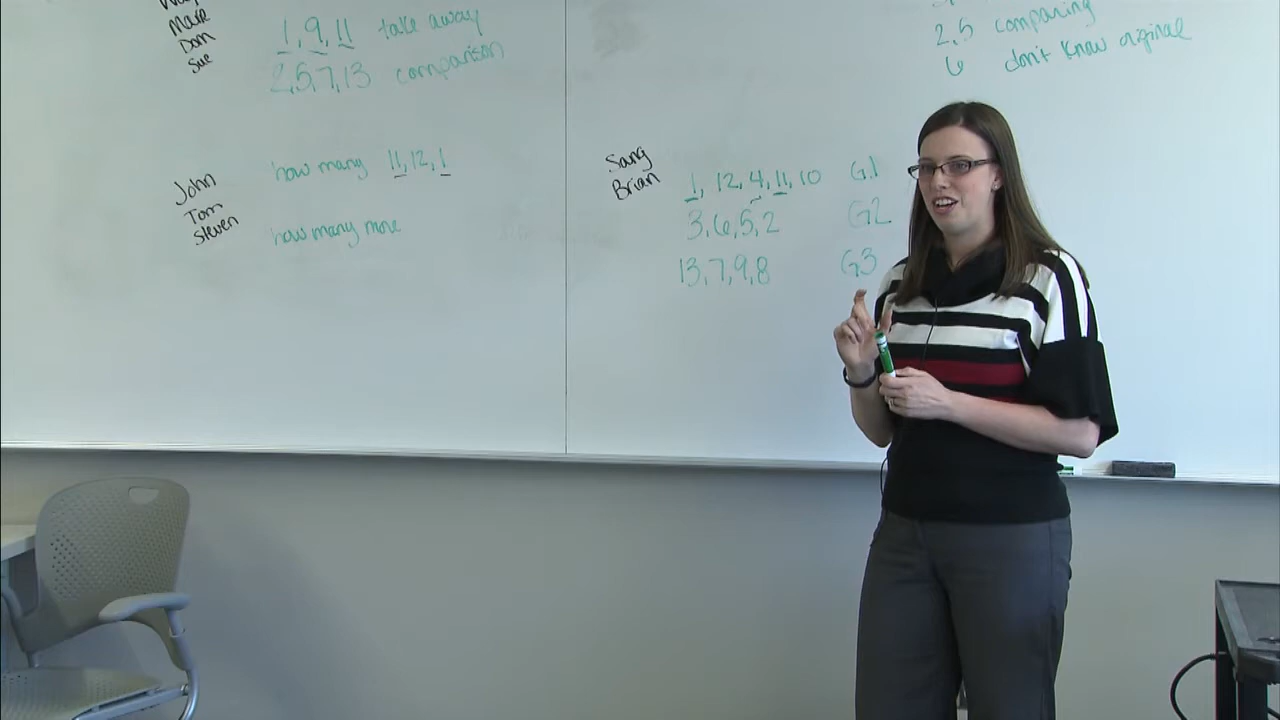 Mark
Dom
Sue
1, 9, 11 take away
2, 5, 7, 13 comparison
John
Tom
Steven
how many 11, 12, 1
how many more
2, 5 comparing
6 don't know original
Sang
Brian
1, 12, 4, 11, 10 G1
3, 6, 5, 2 G2
13, 7, 9, 8 G3